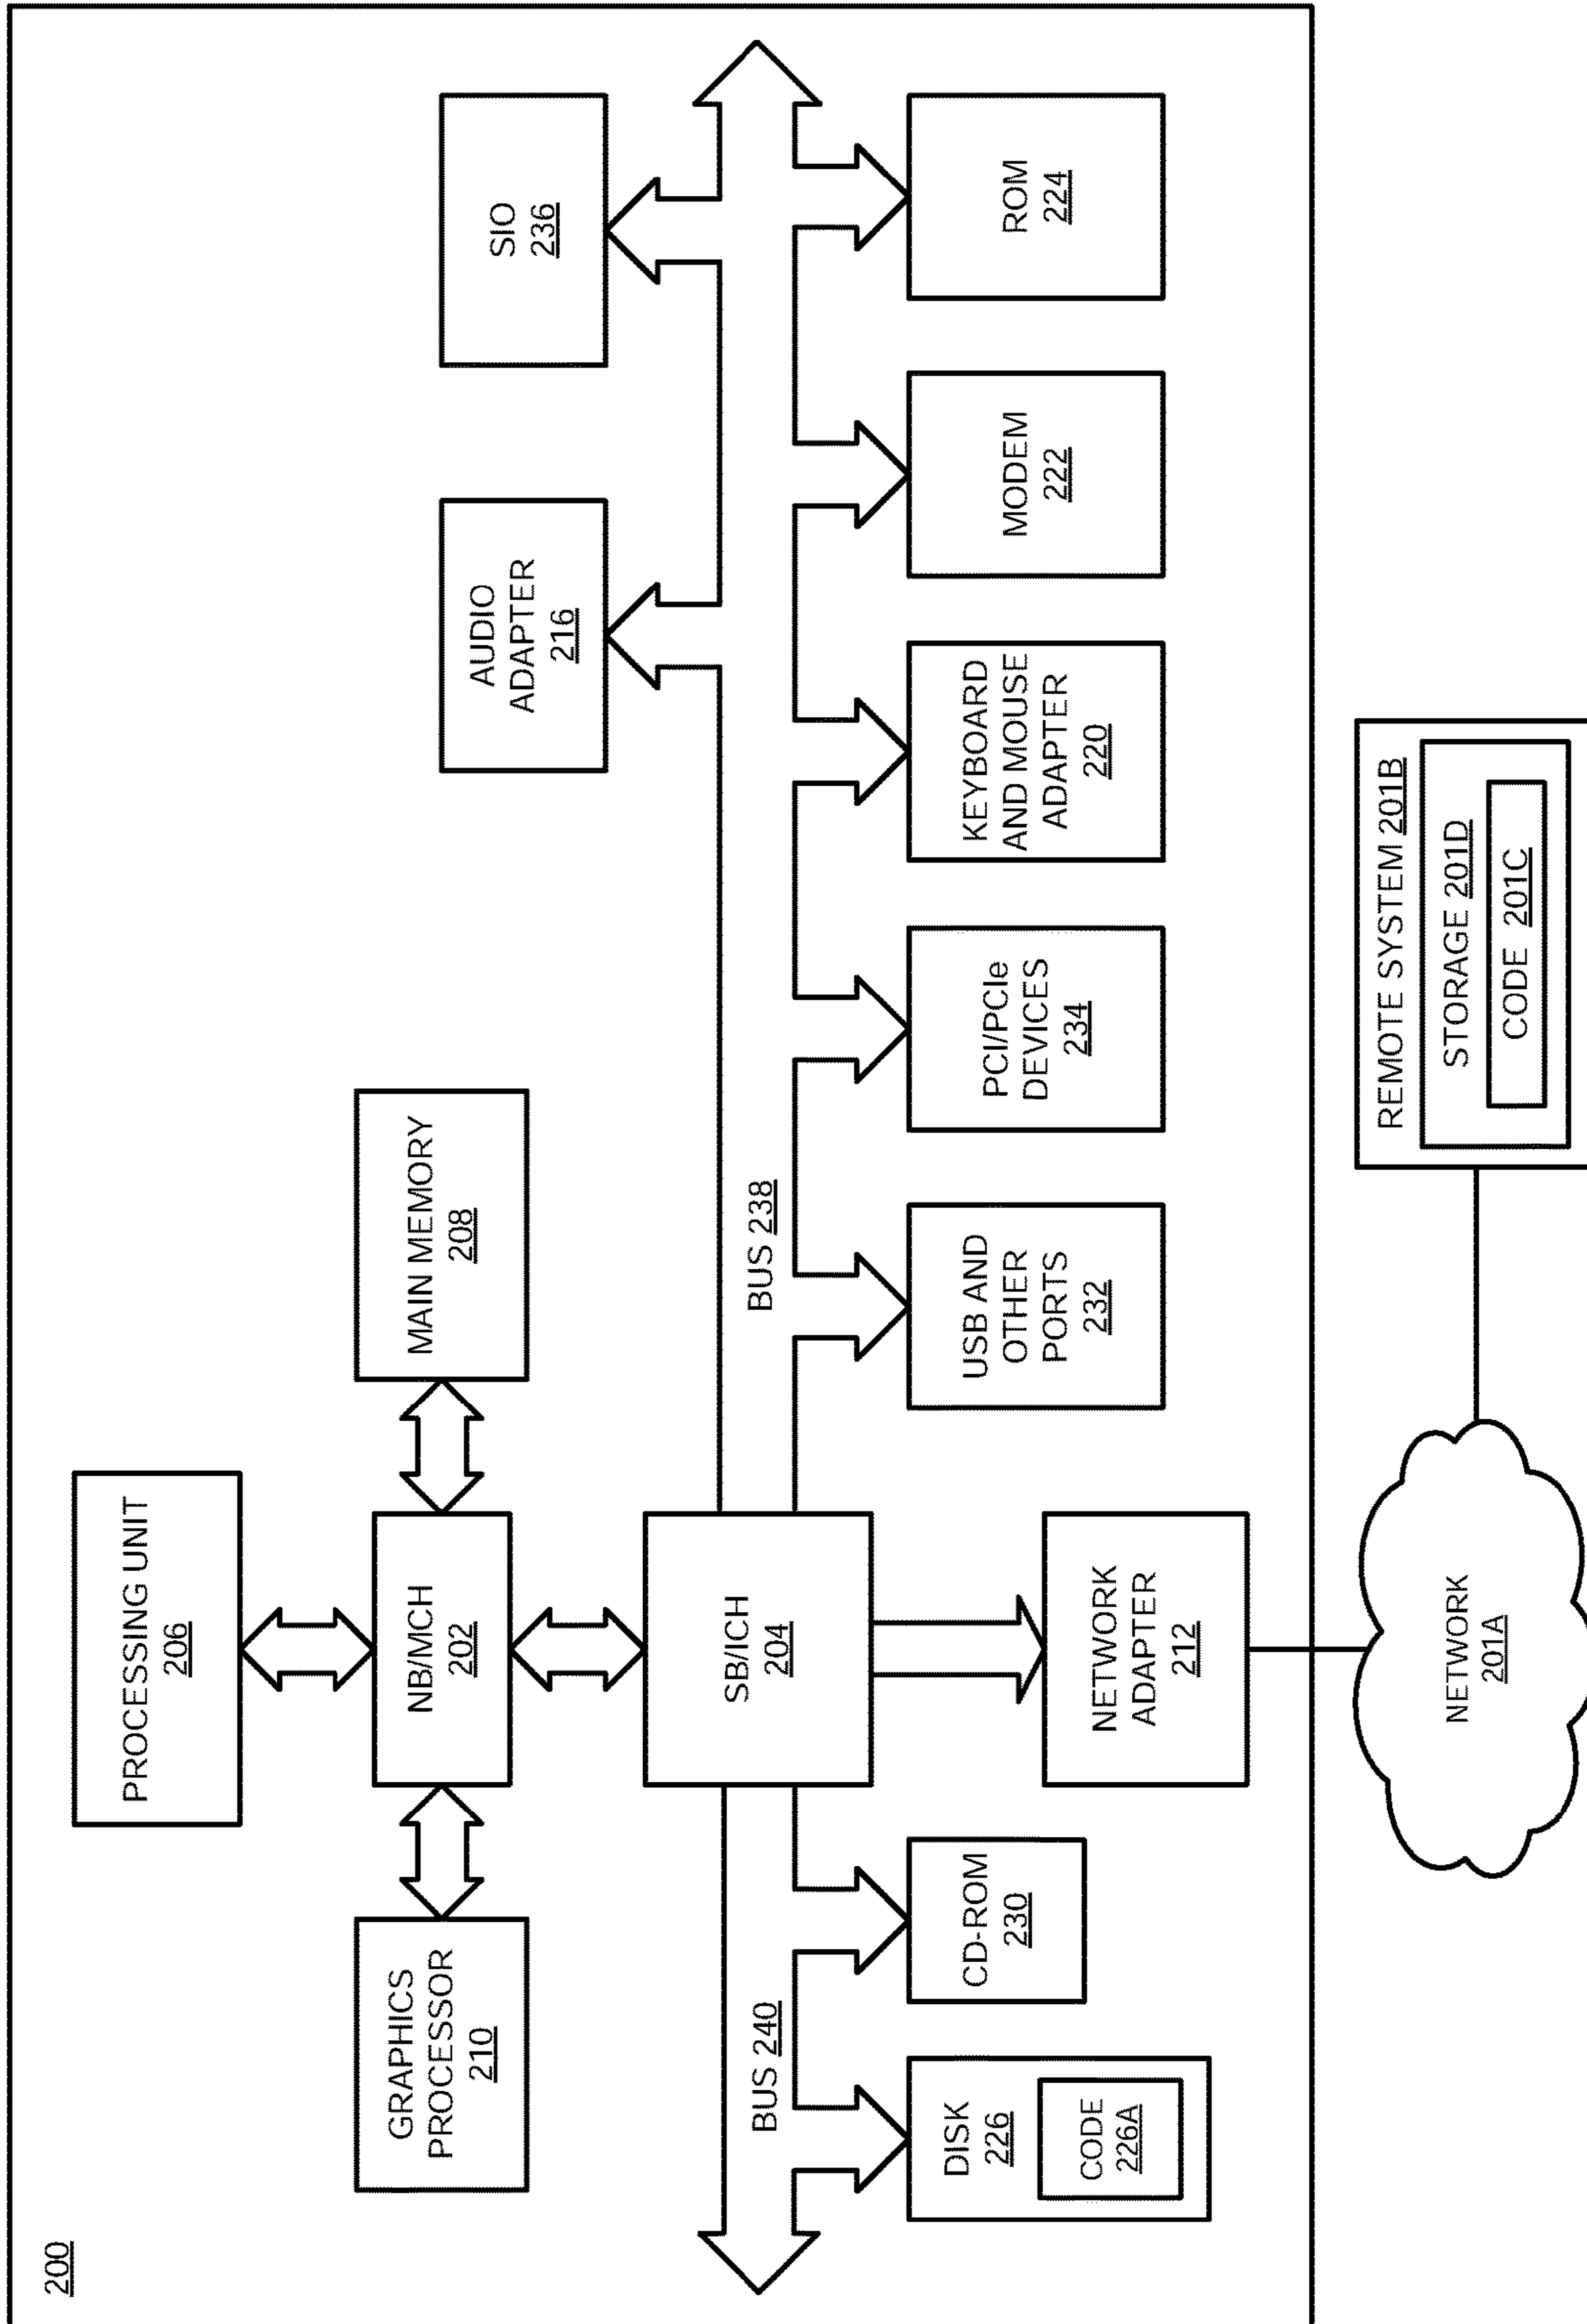 200
PROCESSING UNIT
206
GRAPHICS
PROCESSOR
210
NB/MCH
202
MAIN MEMORY
208
AUDIO
ADAPTER
216
SIO
236
SB/ICH
204
BUS 240
BUS 238
DISK
226
CODE
226A
CD-ROM
230
NETWORK
ADAPTER
212
USB AND
OTHER
PORTS
232
PCI/PCIe
DEVICES
234
KEYBOARD
AND MOUSE
ADAPTER
220
MODEM
222
ROM
224
NETWORK
201A
REMOTE SYSTEM 201B
STORAGE 201D
CODE 201C